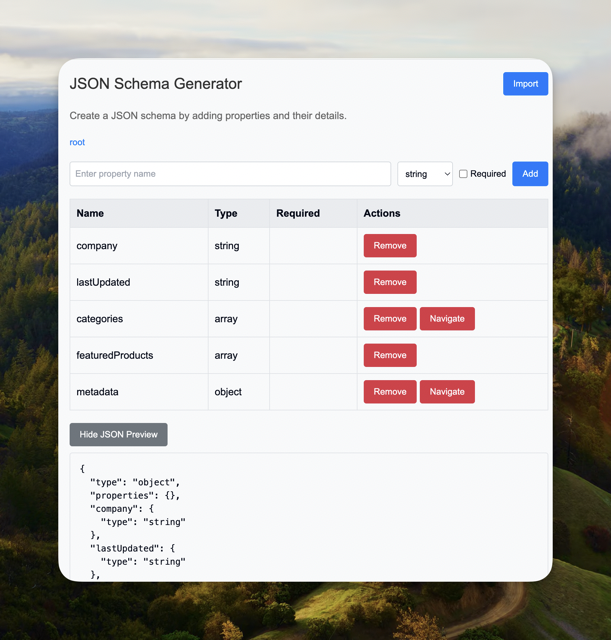 JSON Schema Generator
Import
Create a JSON schema by adding properties and their details.
root
Enter property name
string
Required
Add
Name Type Required Actions
company string Remove
lastUpdated string Remove
categories array Remove Navigate
featuredProducts array Remove
metadata object Remove Navigate
Hide JSON Preview
{
"type": "object",
"properties": {},
"company": {
"type": "string"
},
"lastUpdated": {
"type": "string"
},